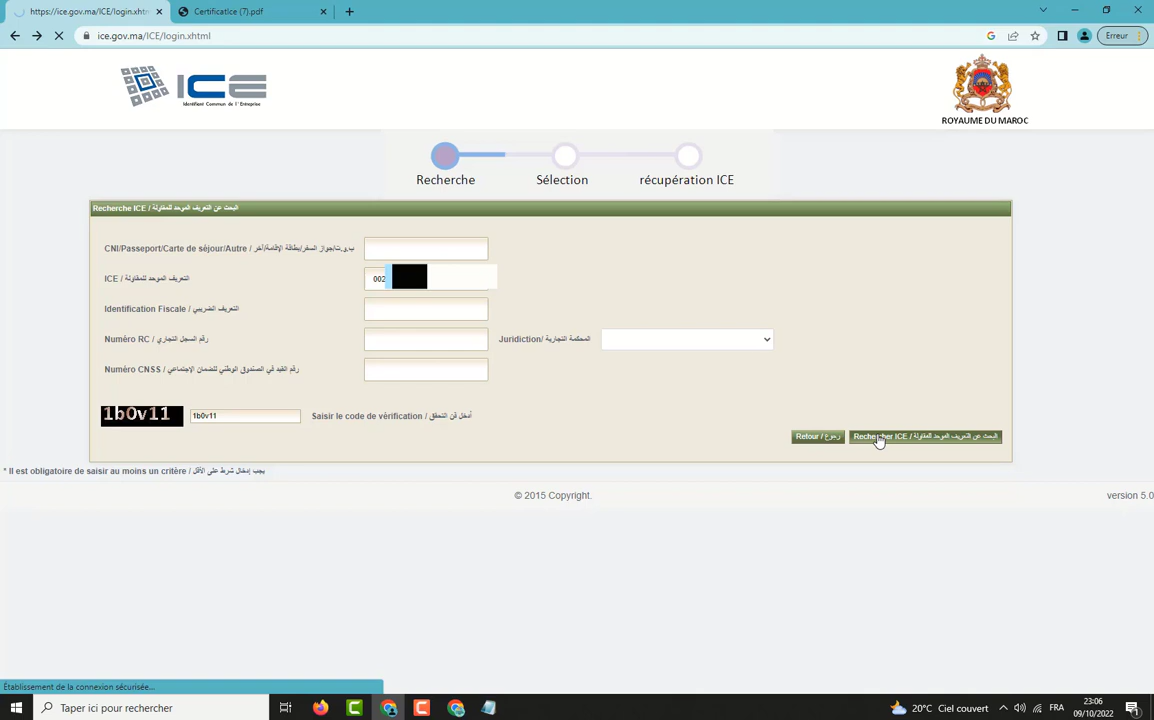 https://ice.gov.ma/ICE/login.xhtm
CertificatIce (7).pdf
ice.gov.ma/ICE/login.xhtml
Erreur
ICE
Identifiant Commun de l'Entreprise
ROYAUME DU MAROC
Recherche
Sélection
récupération ICE
Recherche ICE / البحث عن التعريف الموحد للمقاولة
CNI/Passeport/Carte de séjour/Autre / ب.و.ت/جواز السفر/بطاقة الإقامة/آخر
ICE / التعريف الموحد للمقاولة
002
Identification Fiscale / التعريف الضريبي
Numéro RC / رقم السجل التجاري
Juridiction/ المحكمة التجارية
Numéro CNSS / رقم القيد في الصندوق الوطني للضمان الإجتماعي
1b0v11
1b0v11
Saisir le code de vérification / أدخل قن التحقق
Retour / رجوع
Rechercher ICE / البحث عن التعريف الموحد للمقاولة
* Il est obligatoire de saisir au moins un critère / يجب إدخال شرط على الأقل
© 2015 Copyright.
version 5.0
Établissement de la connexion sécurisée...
Taper ici pour rechercher
20°C Ciel couvert
FRA
23:06
09/10/2022
1